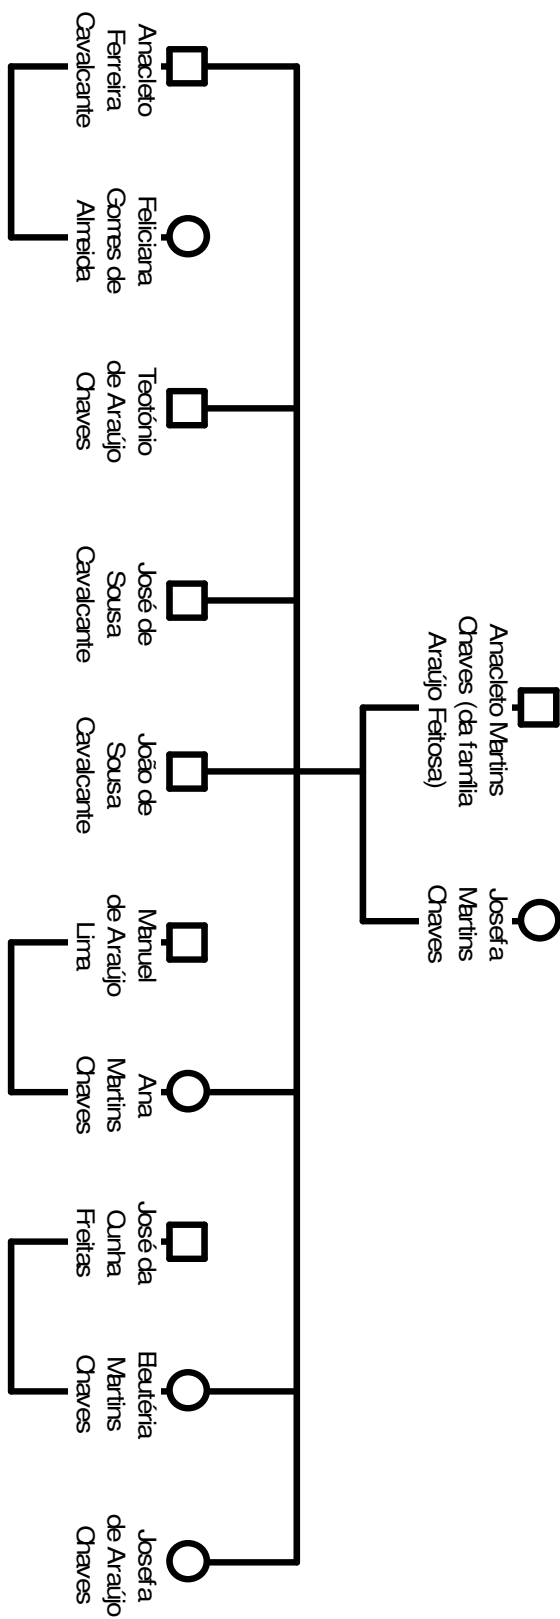 Anacleto Martins
Chaves (da família
Araújo Feitosa)
Josefa
Martins
Chaves
Anacleto
Ferreira
Cavalcante
Feliciana
Gomes de
Almeida
Teotónio
de Araújo
Chaves
José de
Sousa
Cavalcante
João de
Sousa
Cavalcante
Manuel
de Araújo
Lima
Ana
Martins
Chaves
José da
Cunha
Freitas
Eleutéria
Martins
Chaves
Josefa
de Araújo
Chaves